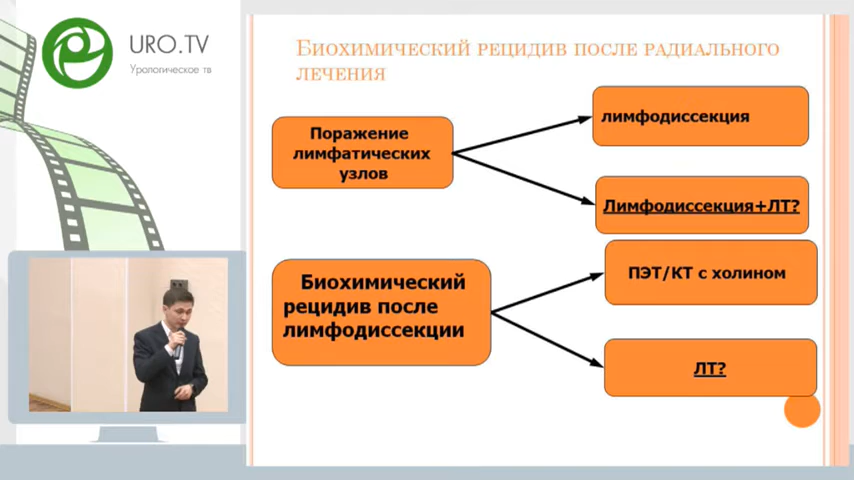 URO.TV
Урологическое тв
Биохимический рецидив после радиального
лечения
Поражение
лимфатических
узлов
лимфодиссекция
Лимфодиссекция+ЛТ?
Биохимический
рецидив после
лимфодиссекции
ПЭТ/КТ с холином
ЛТ?